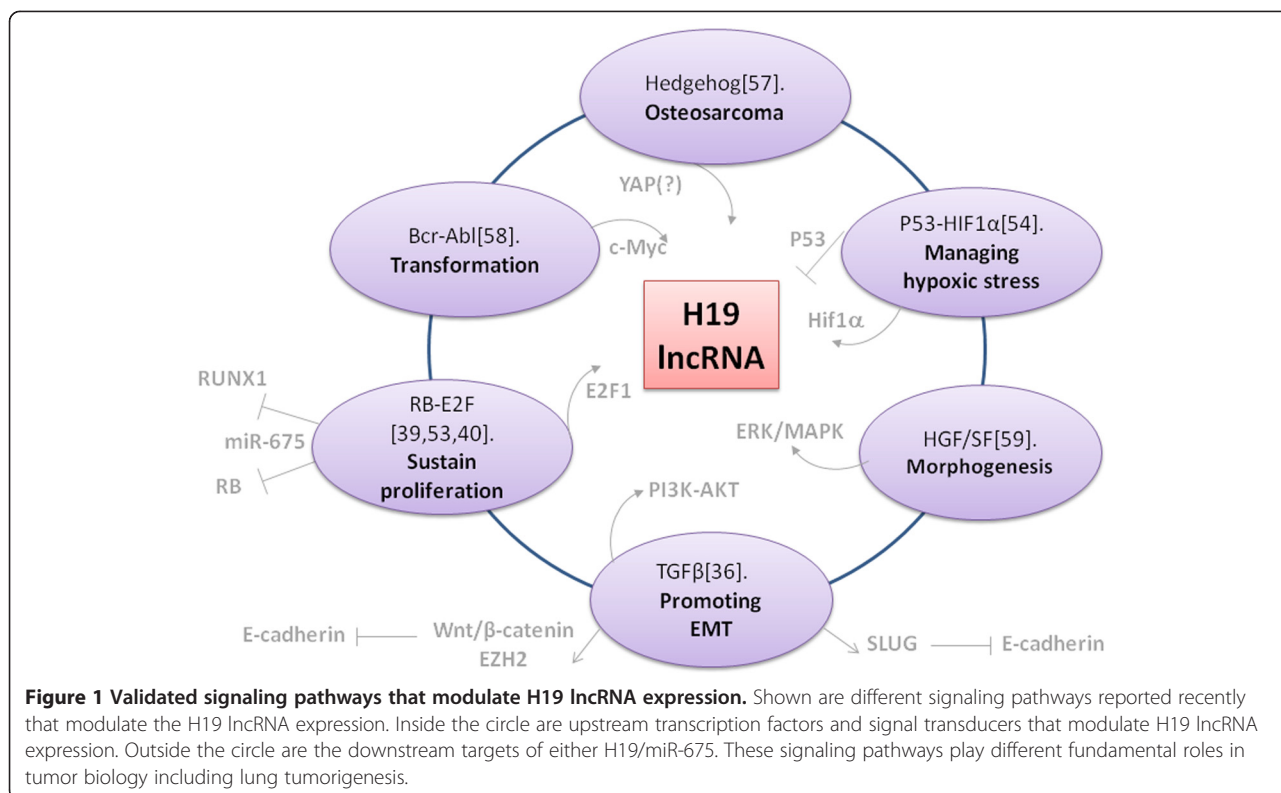 Hedgehog[57].
Osteosarcoma
YAP(?)
Bcr-Abl[58].
Transformation
c-Myc
P53
P53-HIF1α[54].
Managing
hypoxic stress
Hif1α
H19
lncRNA
RUNX1
miR-675
RB
RB-E2F
[39,53,40].
Sustain
proliferation
E2F1
ERK/MAPK
HGF/SF[59].
Morphogenesis
PI3K-AKT
TGFβ[36].
Promoting
EMT
E-cadherin
Wnt/β-catenin
EZH2
SLUG
E-cadherin
Figure 1 Validated signaling pathways that modulate H19 lncRNA expression. Shown are different signaling pathways reported recently
that modulate the H19 lncRNA expression. Inside the circle are upstream transcription factors and signal transducers that modulate H19 lncRNA
expression. Outside the circle are the downstream targets of either H19/miR-675. These signaling pathways play different fundamental roles in
tumor biology including lung tumorigenesis.